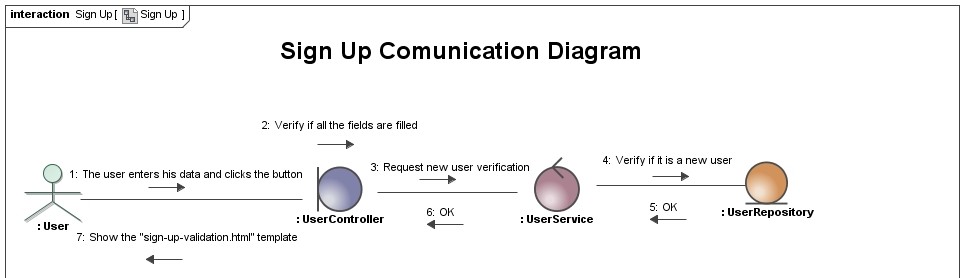 interaction Sign Up [ Sign Up ]
Sign Up Comunication Diagram
2: Verify if all the fields are filled
1: The user enters his data and clicks the button
3: Request new user verification
4: Verify if it is a new user
: User
: UserController
6: OK
: UserService
5: OK
: UserRepository
7: Show the "sign-up-validation.html" template